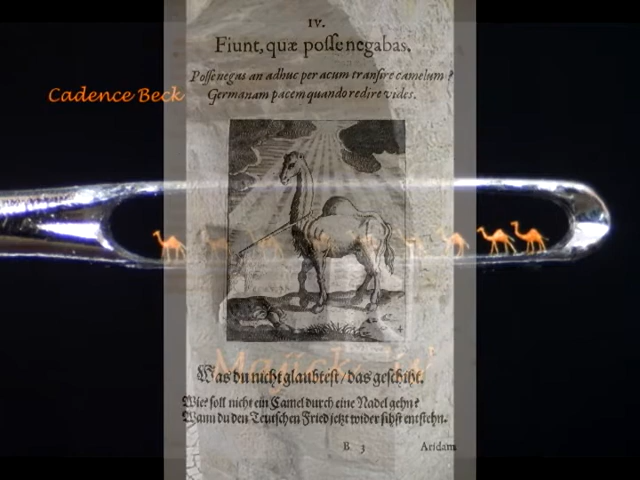 IV.
Fiunt, quæ posse negabas.
Posse negas an adhuc per acum transire camelum?
Germanam pacem quando redire vides.
Cadence Beck
Was du nicht glaubtest / das geschiht.
Wie? soll nicht ein Camel durch eine Nadel gehn?
Wann du den Teutschen Fried jetzt wider sihst entstehn.
B 3
Aridam